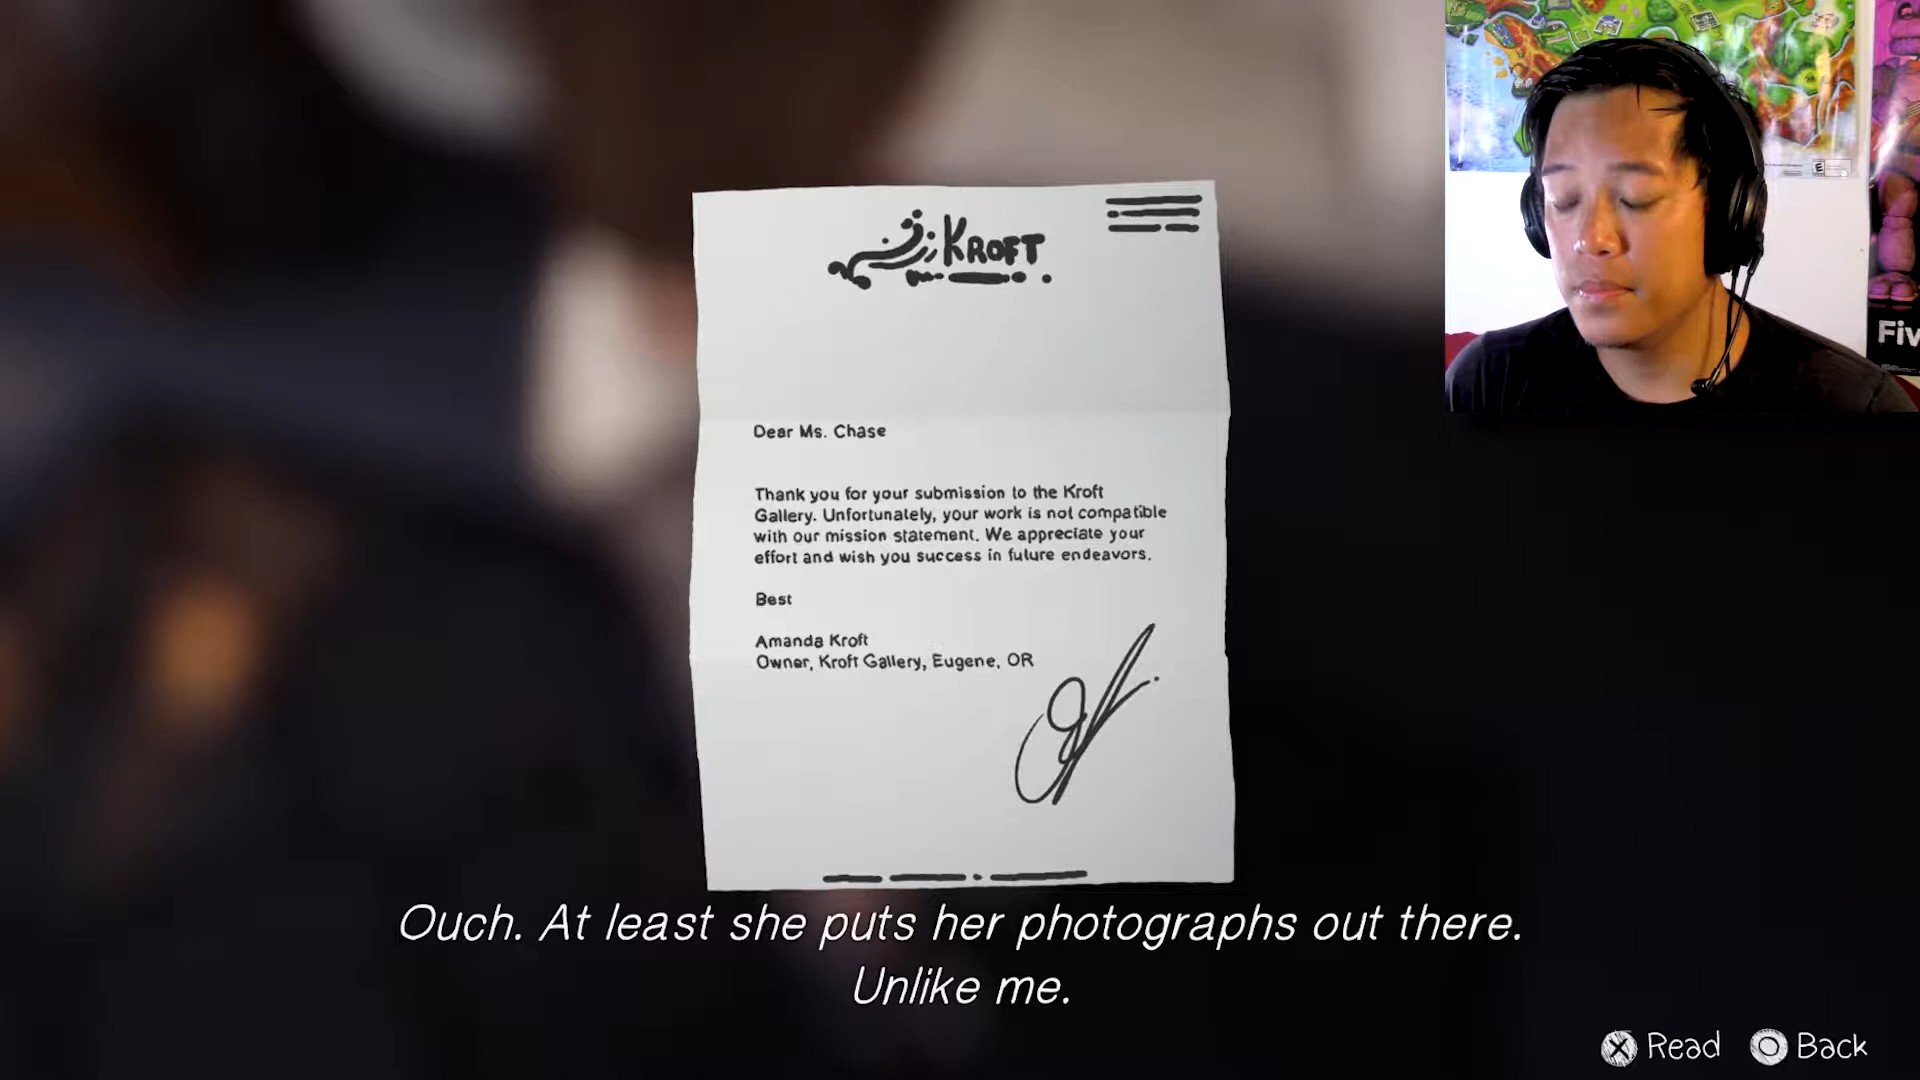 KROFT
Dear Ms. Chase
Thank you for your submission to the Kroft
Gallery. Unfortunately, your work is not compatible
with our mission statement. We appreciate your
effort and wish you success in future endeavors.
Best
Amanda Kroft
Owner, Kroft Gallery, Eugene, OR
Ouch. At least she puts her photographs out there.
Unlike me.
Read
Back
Fiv
E